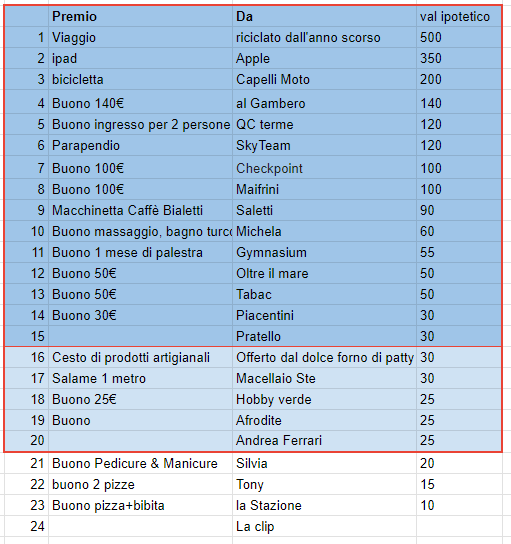 Premio Da val ipotetico
1 Viaggio riciclato dall'anno scorso 500
2 ipad Apple 350
3 bicicletta Capelli Moto 200
4 Buono 140€ al Gambero 140
5 Buono ingresso per 2 persone QC terme 120
6 Parapendio SkyTeam 120
7 Buono 100€ Checkpoint 100
8 Buono 100€ Maifrini 100
9 Macchinetta Caffè Bialetti Saletti 90
10 Buono massaggio, bagno turco Michela 60
11 Buono 1 mese di palestra Gymnasium 55
12 Buono 50€ Oltre il mare 50
13 Buono 50€ Tabac 50
14 Buono 30€ Piacentini 30
15 Pratello 30
16 Cesto di prodotti artigianali Offerto dal dolce forno di patty 30
17 Salame 1 metro Macellaio Ste 30
18 Buono 25€ Hobby verde 25
19 Buono Afrodite 25
20 Andrea Ferrari 25
21 Buono Pedicure & Manicure Silvia 20
22 buono 2 pizze Tony 15
23 Buono pizza+bibita la Stazione 10
24 La clip